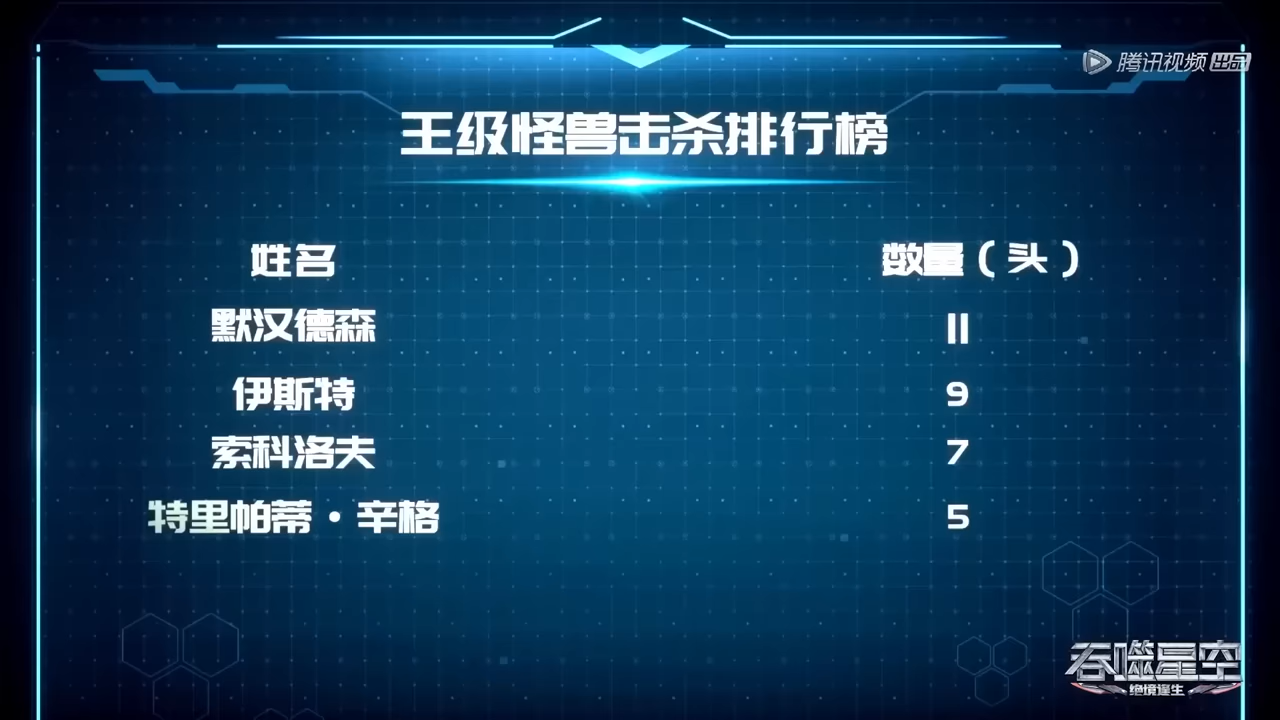 腾讯视频 出品
王级怪兽击杀排行榜
姓名 数量（头）
默汉德森 11
伊斯特 9
索科洛夫 7
特里帕蒂·辛格 5
吞噬星空
绝境逢生